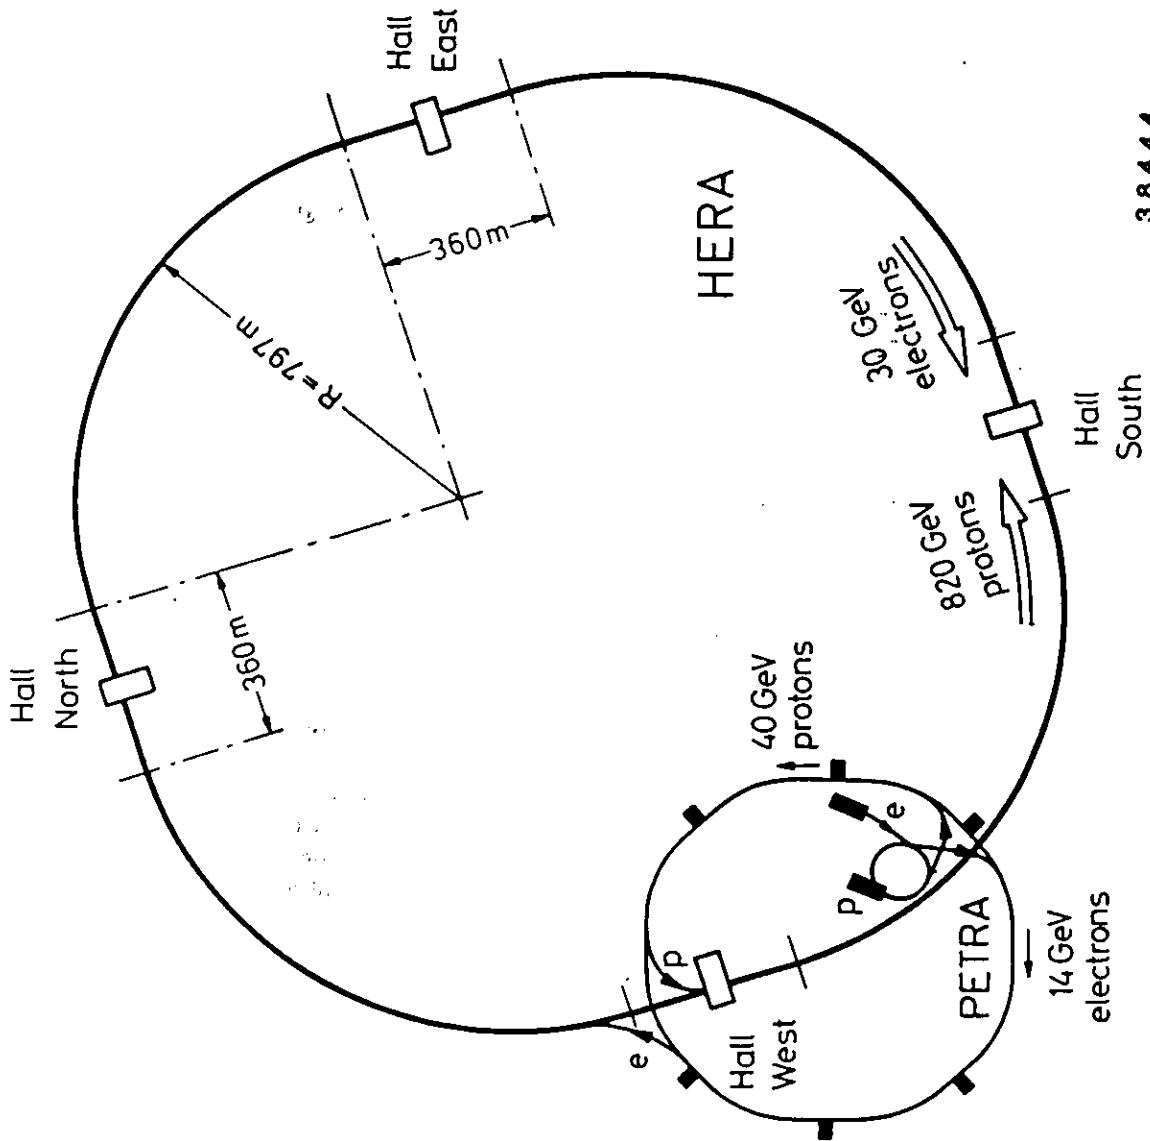 Hall
North
Hall
East
360m
R=797m
360m
HERA
30 GeV
electrons
820 GeV
protons
Hall
South
40 GeV
protons
e
p
p
e
Hall
West
PETRA
14 GeV
electrons